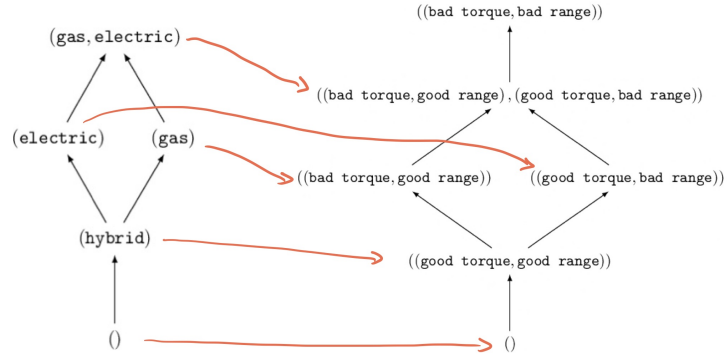 ((bad torque,bad range))
(gas,electric)
((bad torque,good range),(good torque,bad range))
(electric)
(gas)
((bad torque,good range))
((good torque,bad range))
(hybrid)
((good torque,good range))
()
()